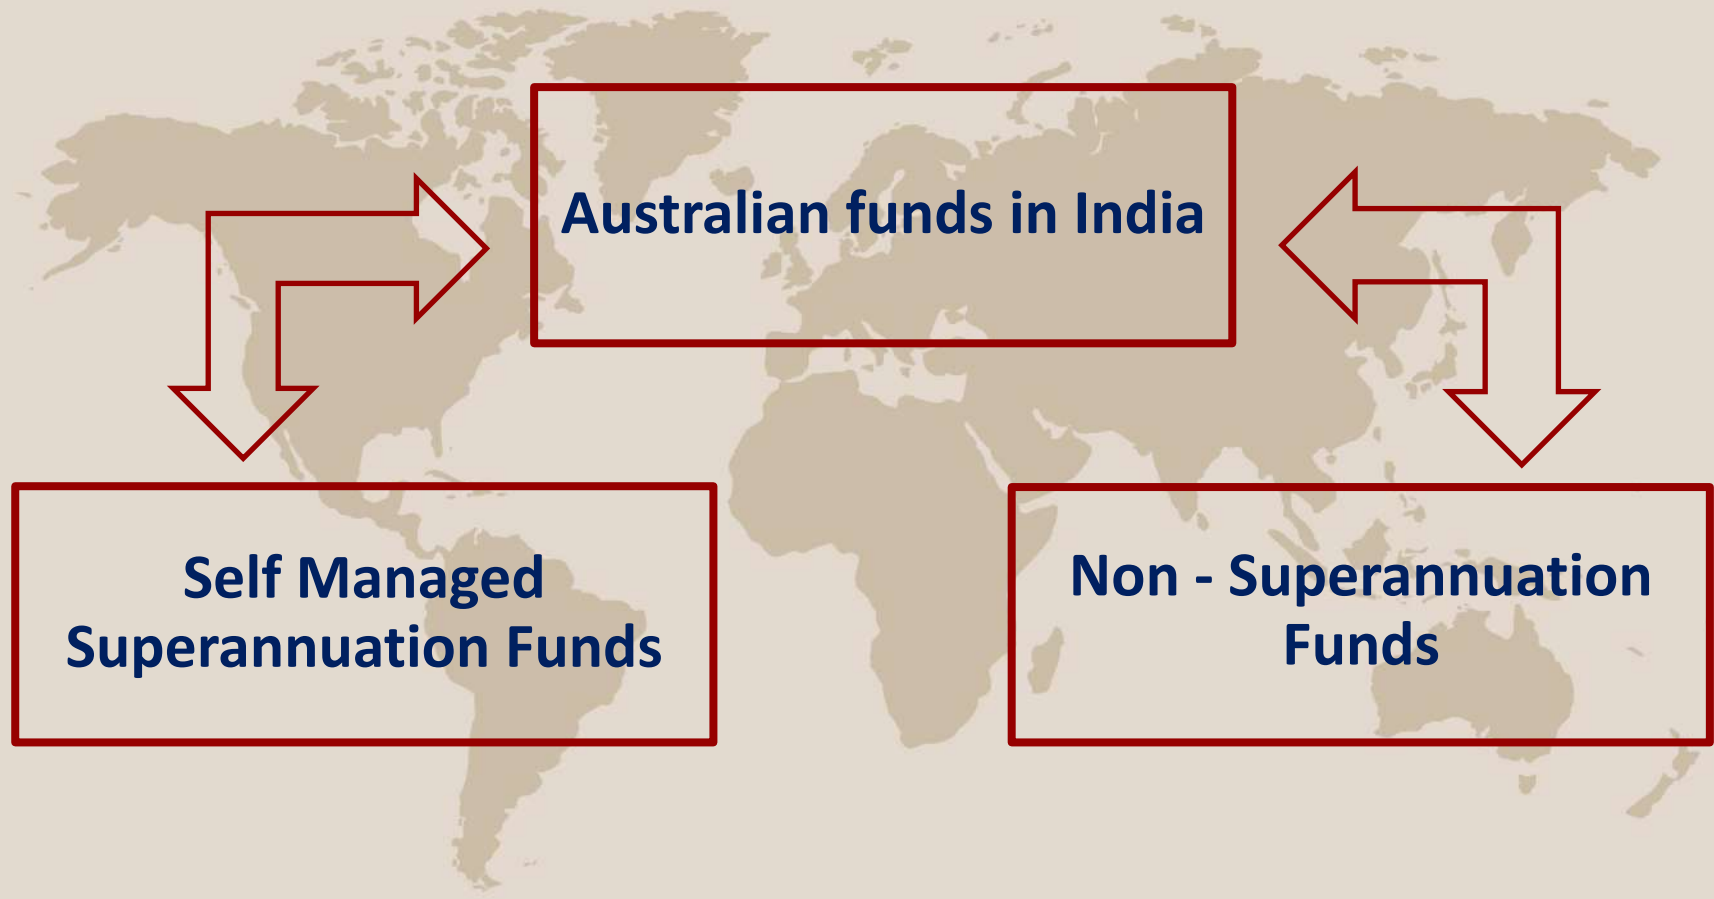 Australian funds in India
Self Managed
Superannuation Funds
Non - Superannuation
Funds